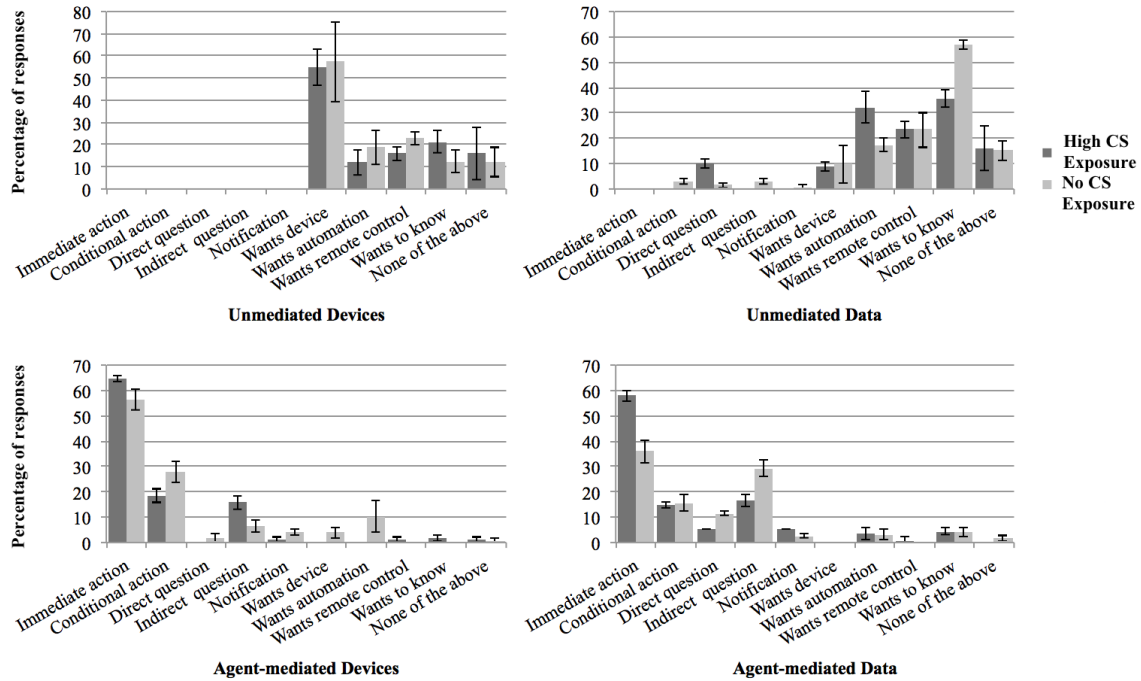 Percentage of responses
80
70
60
50
40
30
20
10
0
Immediate action
Conditional action
Direct question
Indirect question
Notification
Wants device
Wants automation
Wants remote control
Wants to know
None of the above
Unmediated Devices
70
60
50
40
30
20
10
0
Immediate action
Conditional action
Direct question
Indirect question
Notification
Wants device
Wants automation
Wants remote control
Wants to know
None of the above
Unmediated Data
High CS
Exposure
No CS
Exposure
Percentage of responses
70
60
50
40
30
20
10
0
Immediate action
Conditional action
Direct question
Indirect question
Notification
Wants device
Wants automation
Wants remote control
Wants to know
None of the above
Agent-mediated Devices
70
60
50
40
30
20
10
0
Immediate action
Conditional action
Direct question
Indirect question
Notification
Wants device
Wants automation
Wants remote control
Wants to know
None of the above
Agent-mediated Data